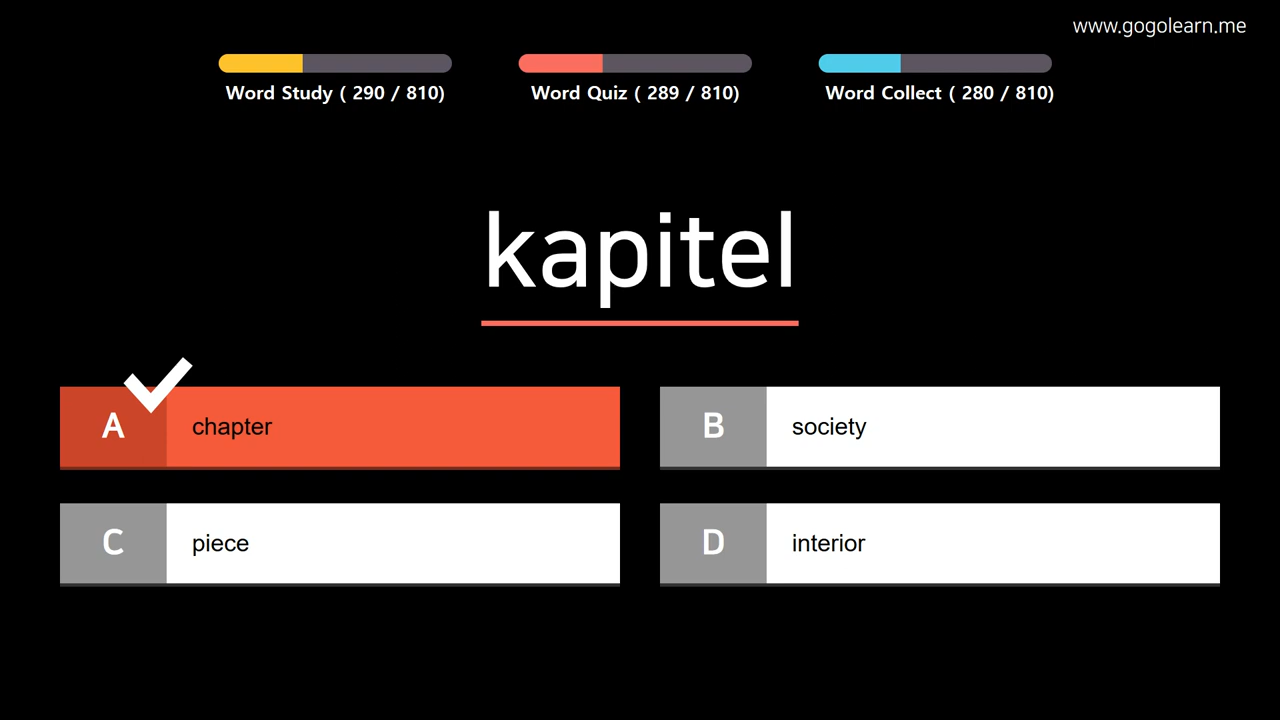 www.gogolearn.me
Word Study ( 290 / 810)
Word Quiz ( 289 / 810)
Word Collect ( 280 / 810)
kapitel
A chapter
B society
C piece
D interior